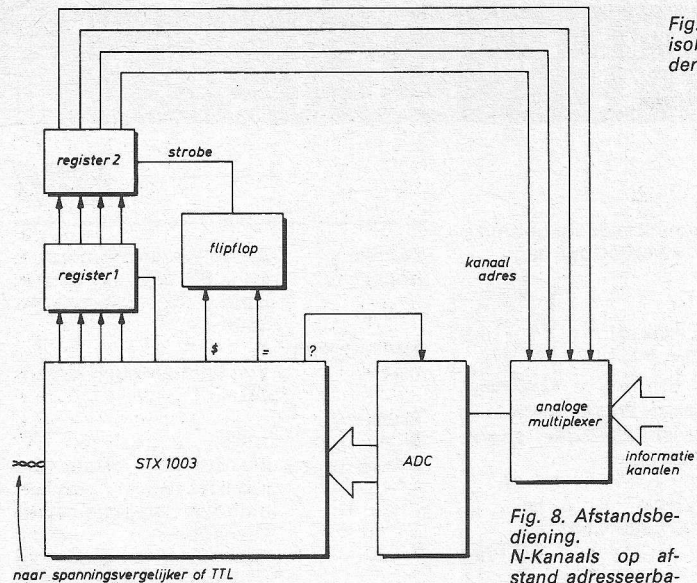 Fig.
isol
der
register 2
strobe
flipflop
register 1
kanaal
adres
$
=
?
STX 1003
ADC
analoge
multiplexer
informatie
kanalen
naar spanningsvergelijker of TTL
Fig. 8. Afstandsbe-
diening.
N-Kanaals op af-
stand adresseerba-